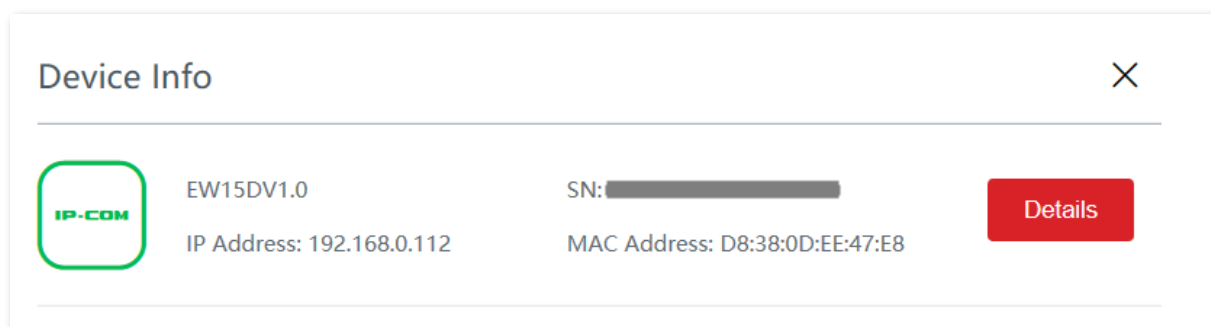 Device Info
IP-COM
EW15DV1.0
SN:
Details
IP Address: 192.168.0.112
MAC Address: D8:38:0D:EE:47:E8